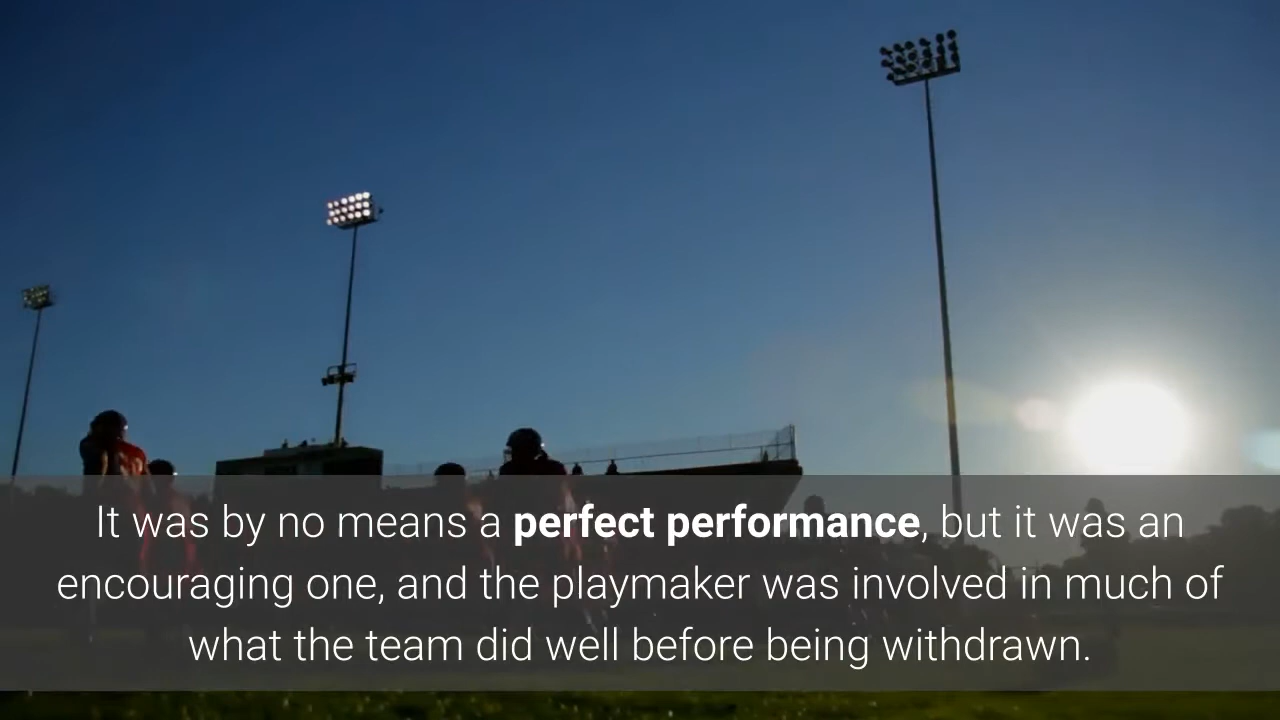 It was by no means a perfect performance, but it was an
encouraging one, and the playmaker was involved in much of
what the team did well before being withdrawn.